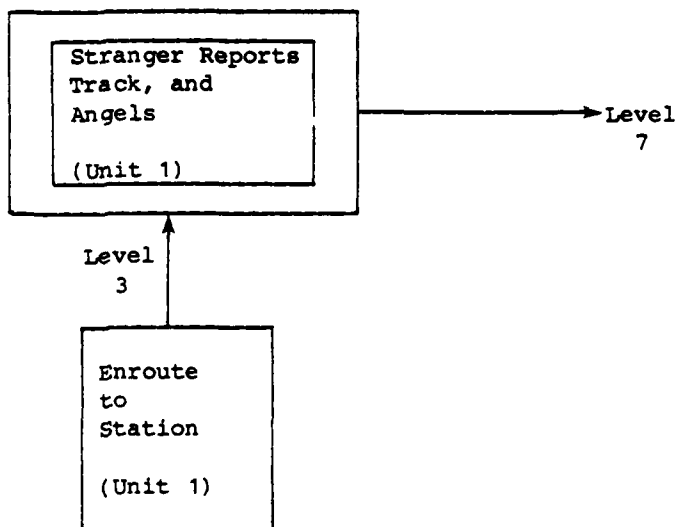 Stranger Reports
Track, and
Angels
(Unit 1)
Level
7
Level
3
Enroute
to
Station
(Unit 1)